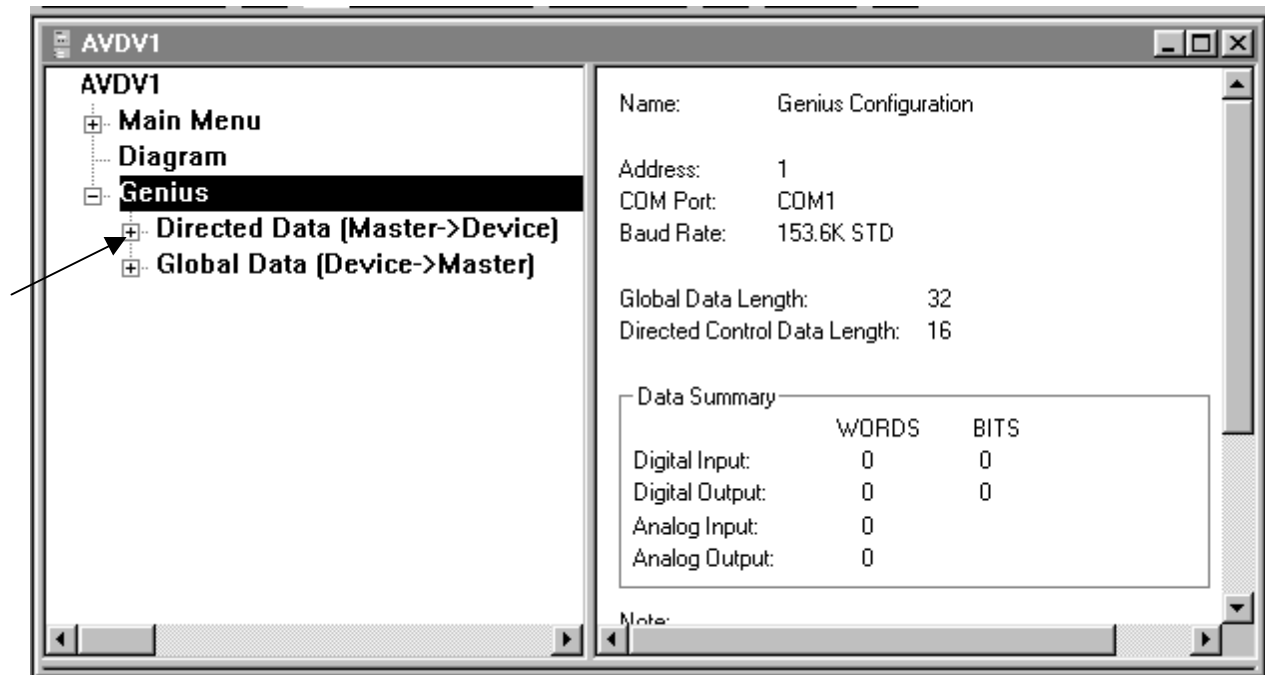 AVDV1
AVDV1
Main Menu
Diagram
Genius
Directed Data (Master->Device)
Global Data (Device->Master)
Name: Genius Configuration
Address: 1
COM Port: COM1
Baud Rate: 153.6K STD
Global Data Length: 32
Directed Control Data Length: 16
Data Summary
WORDS BITS
Digital Input: 0 0
Digital Output: 0 0
Analog Input: 0
Analog Output: 0
Note: